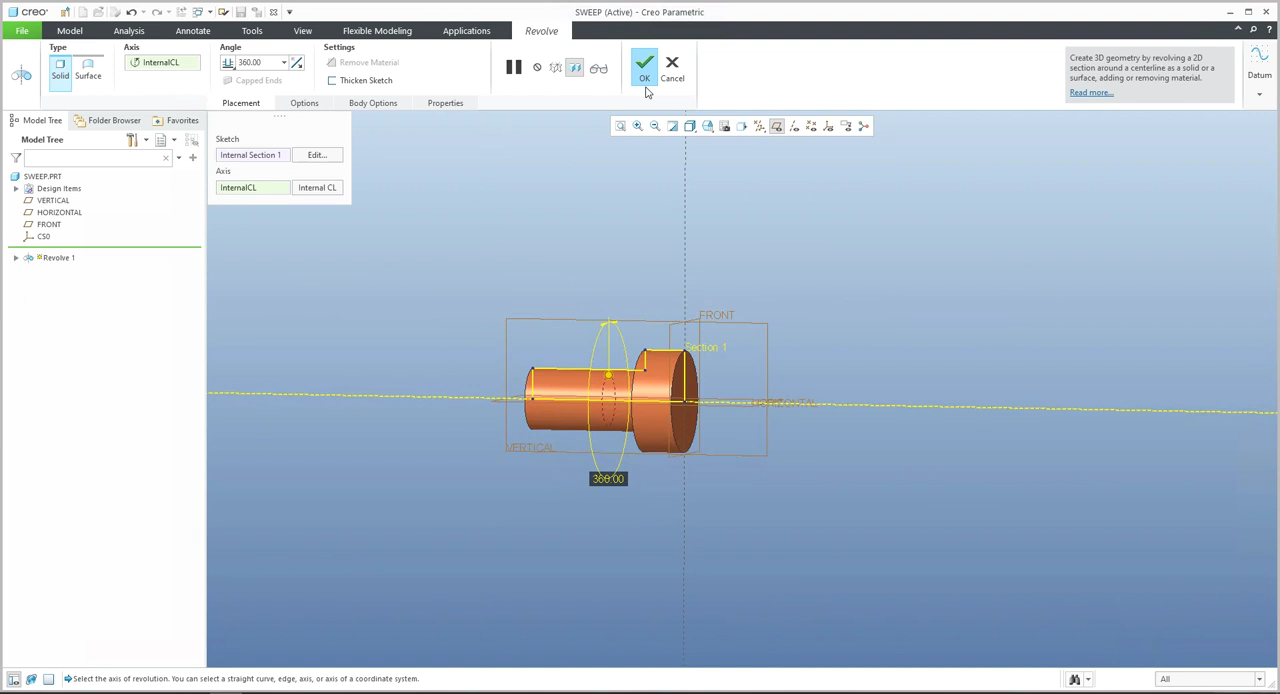 creo
SWEEP (Active) - Creo Parametric
File
Model
Analysis
Annotate
Tools
View
Flexible Modeling
Applications
Revolve
Type
Axis
Angle
Settings
Solid
Surface
InternalCL
360.00
Remove Material
Capped Ends
Thicken Sketch
OK
Cancel
Create 3D geometry by revolving a 2D
section around a centerline as a solid or a
surface, adding or removing material.
Read more...
Datum
Placement
Options
Body Options
Properties
Model Tree
Folder Browser
Favorites
Model Tree
SWEEP.PRT
Design Items
VERTICAL
HORIZONTAL
FRONT
CS0
Revolve 1
Sketch
Internal Section 1
Edit...
Axis
InternalCL
Internal CL
FRONT
Section 1
HORIZONTAL
VERTICAL
360.00
Select the axis of revolution. You can select a straight curve, edge, axis, or axis of a coordinate system.
All